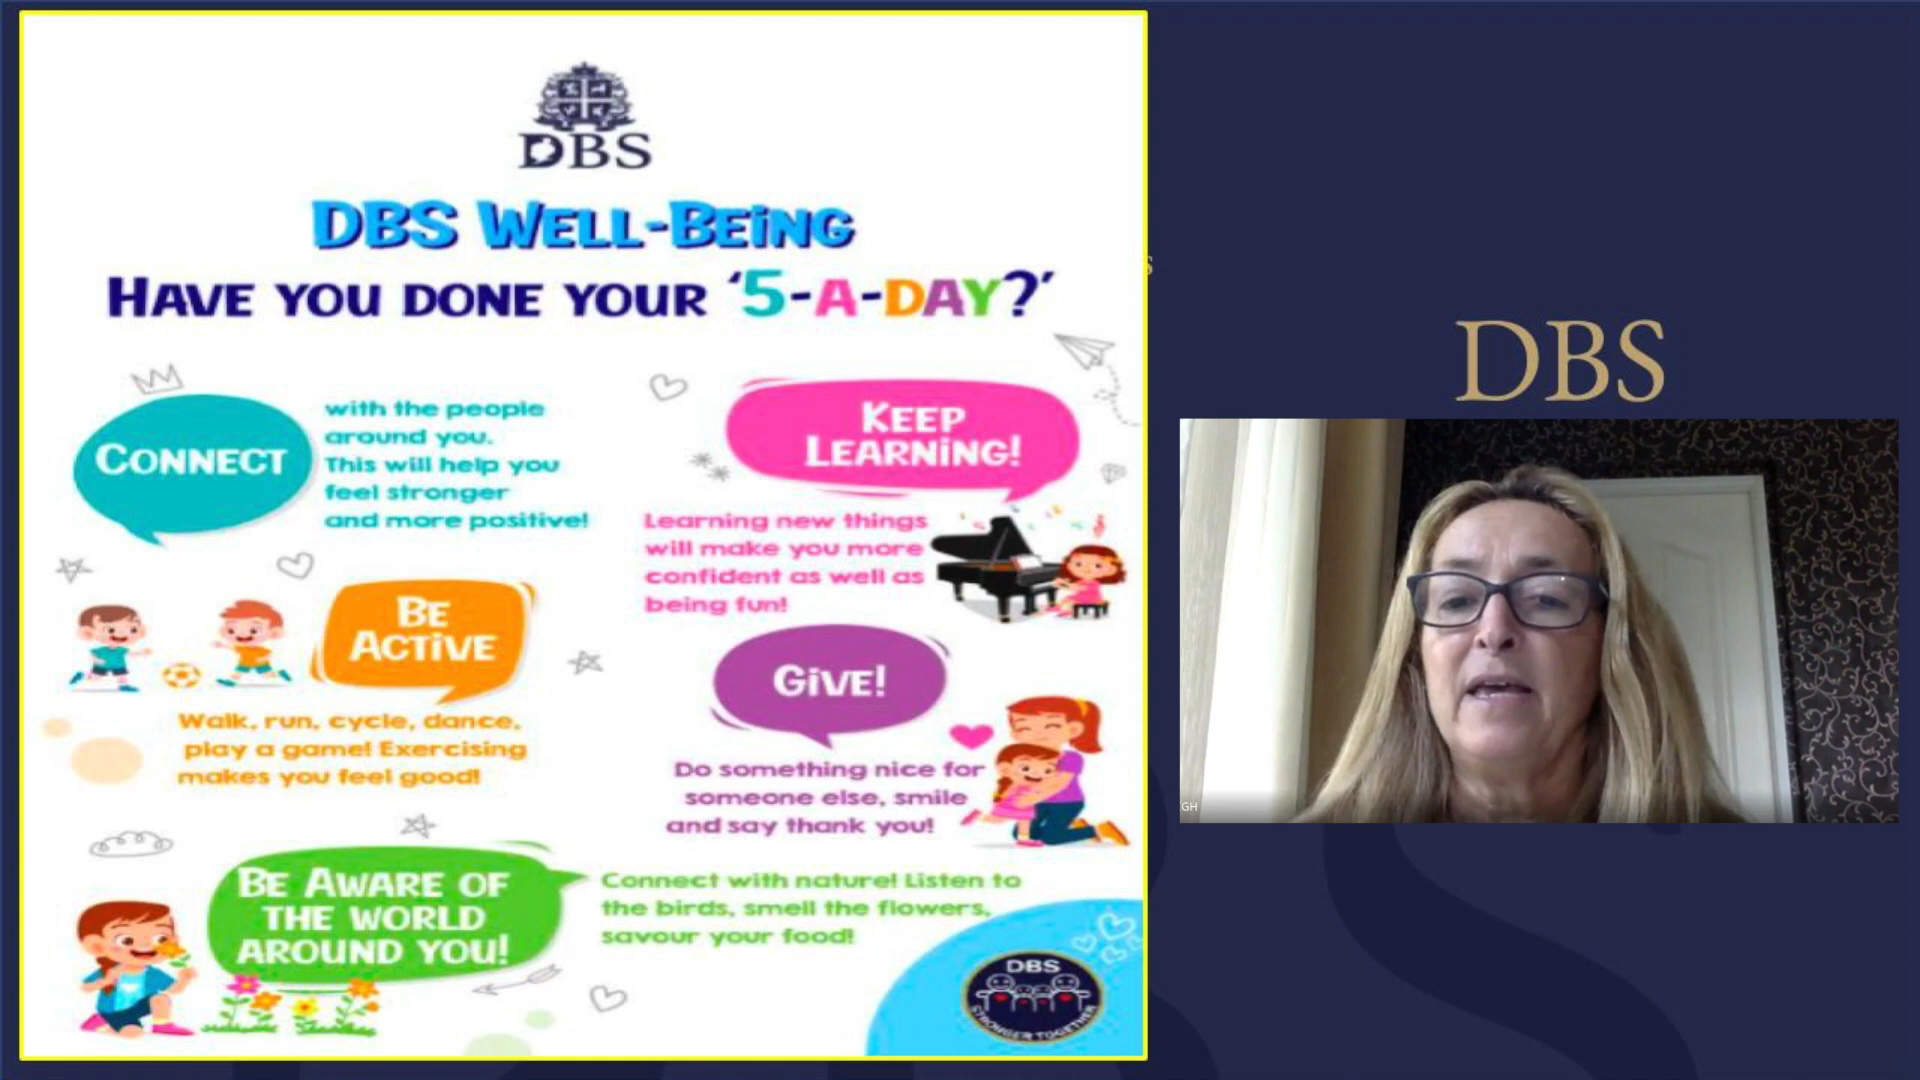 DBS
DBS WELL-BEING
HAVE YOU DONE YOUR '5-A-DAY?'
CONNECT
with the people
around you.
This will help you
feel stronger
and more positive!
KEEP
LEARNING!
Learning new things
will make you more
confident as well as
being fun!
BE
ACTIVE
Walk, run, cycle, dance,
play a game! Exercising
makes you feel good!
GIVE!
Do something nice for
someone else, smile
and say thank you!
BE AWARE OF
THE WORLD
AROUND YOU!
Connect with nature! Listen to
the birds, smell the flowers,
savour your food!
DBS
STRONGER TOGETHER
S
DBS
GH